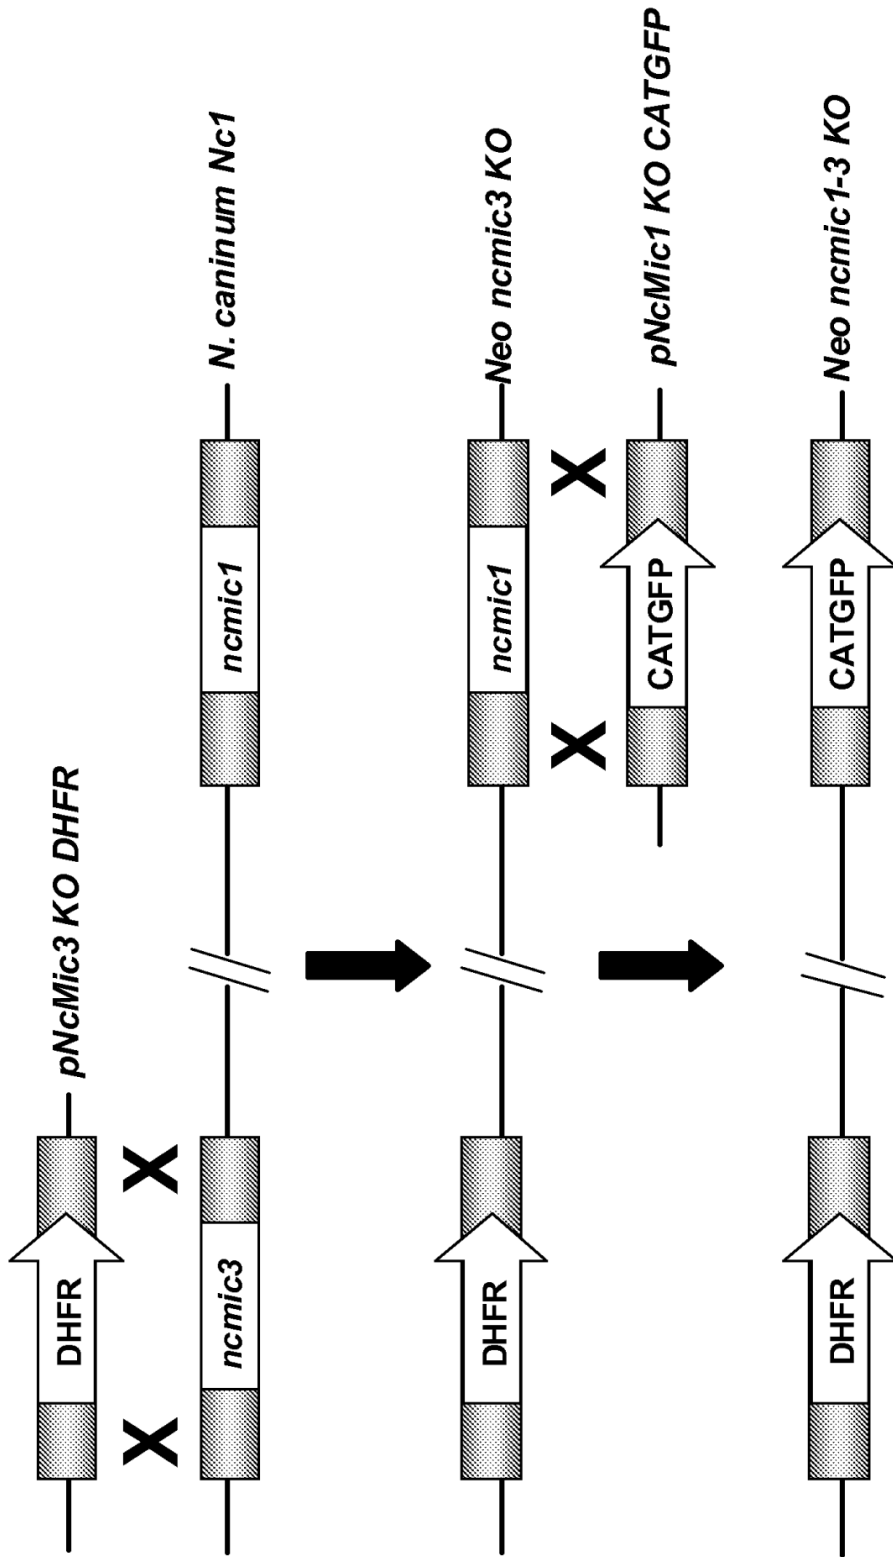 DHFR
pNcMic3 KO DHFR
ncmic3
ncmic1
N. caninum Nc1
X
X
DHFR
ncmic1
Neo ncmic3 KO
X
X
CATGFP
pNcMic1 KO CATGFP
DHFR
CATGFP
Neo ncmic1-3 KO